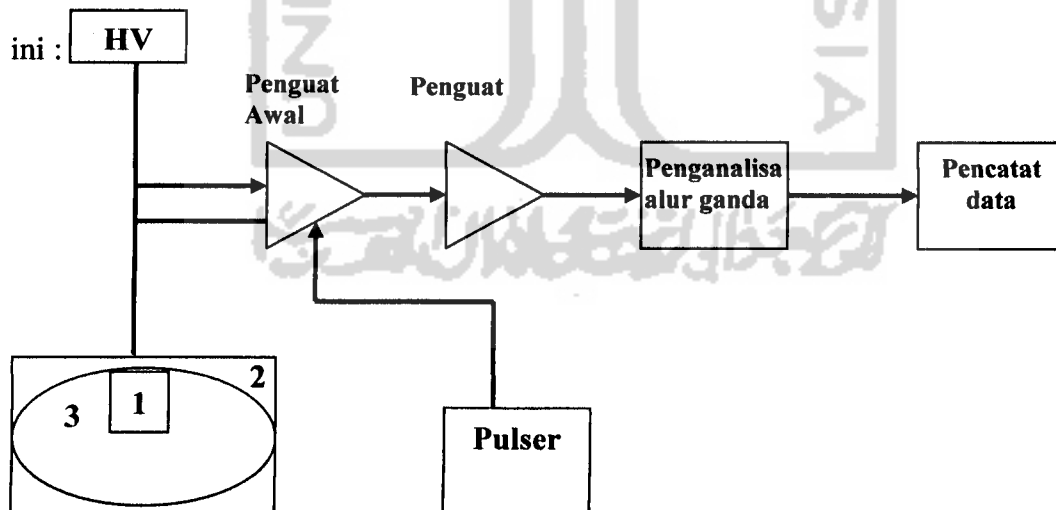 ini :
HV
Penguat
Awal
Penguat
Penganalisa
alur ganda
Pencatat
data
2
3
1
Pulser